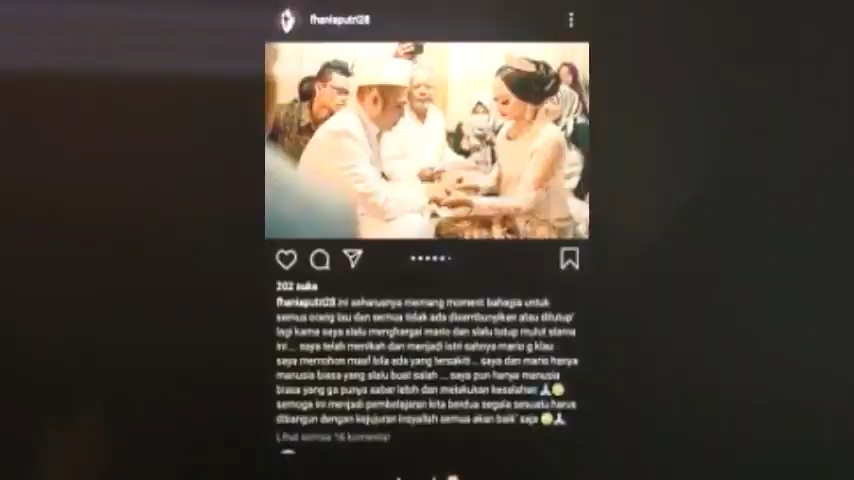 fhaniaputri28
202 suka
fhaniaputri28 ini seharusnya memang moment bahagia untuk
semua orang tau dan semua tidak ada disembunyikan atau ditutup'
lagi karna saya slalu menghargai mario dan slalu tutup mulut slama
ini... saya telah menikah dan menjadi istri sahnya mario g klau
saya memohon maaf bila ada yang tersakiti... saya dan mario hanya
manusia biasa yang slalu buat salah ... saya pun hanya manusia
biasa yang ga punya sabar lebih dan melakukan kesalahan
semoga ini menjadi pembelajaran kita berdua segala sesuatu harus
dibangun dengan kejujuran insyallah semua akan baik' saja
Lihat semua 16 komentar